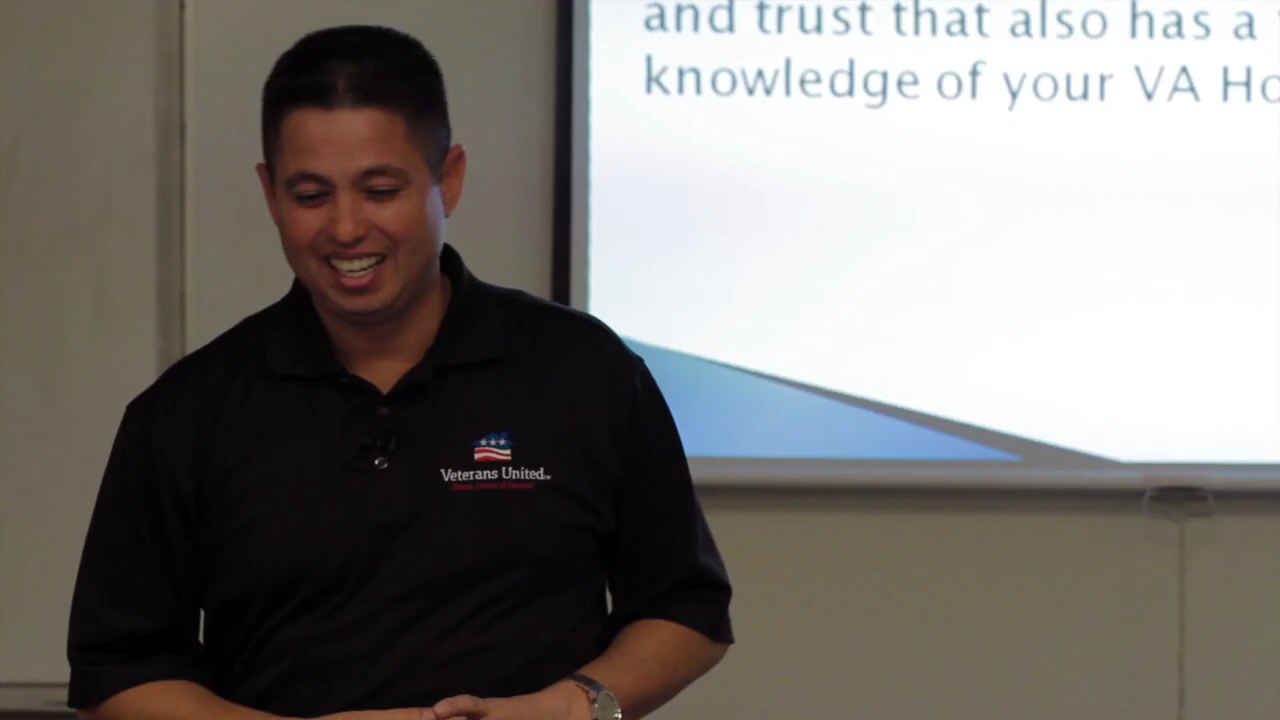 and trust that also has a
knowledge of your VA Ho
Veterans United